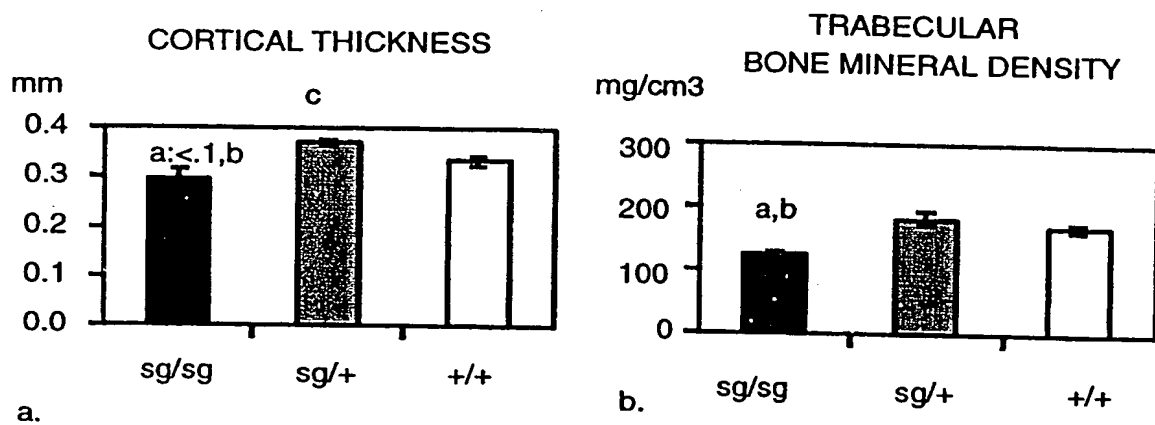 CORTICAL THICKNESS
mm
c
0.4
a:<.1,b
0.3
0.2
0.1
0.0
sg/sg sg/+ +/+
a.
TRABECULAR
BONE MINERAL DENSITY
mg/cm3
300
200
a,b
100
0
sg/sg sg/+ +/+
b.